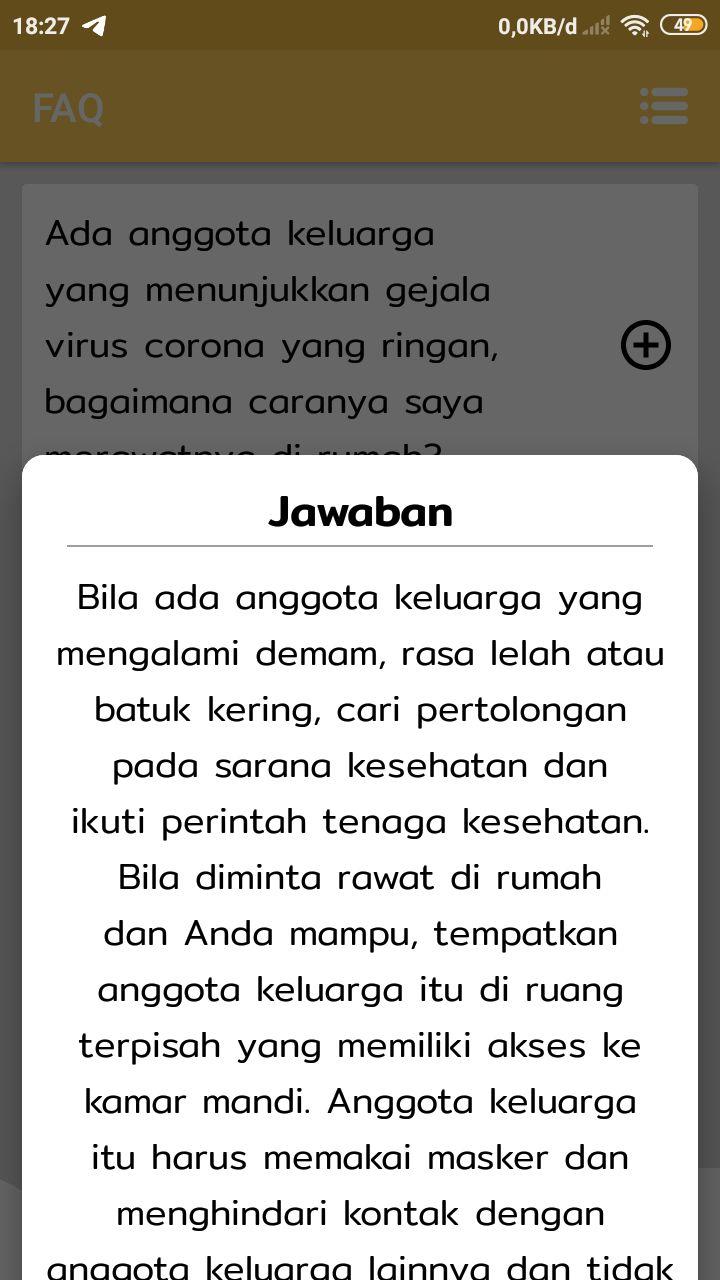 18:27
0,0KB/d
49
FAQ
Ada anggota keluarga
yang menunjukkan gejala
virus corona yang ringan,
bagaimana caranya saya
merawatnya di rumah?
Jawaban
Bila ada anggota keluarga yang
mengalami demam, rasa lelah atau
batuk kering, cari pertolongan
pada sarana kesehatan dan
ikuti perintah tenaga kesehatan.
Bila diminta rawat di rumah
dan Anda mampu, tempatkan
anggota keluarga itu di ruang
terpisah yang memiliki akses ke
kamar mandi. Anggota keluarga
itu harus memakai masker dan
menghindari kontak dengan
anggota keluarga lainnya dan tidak